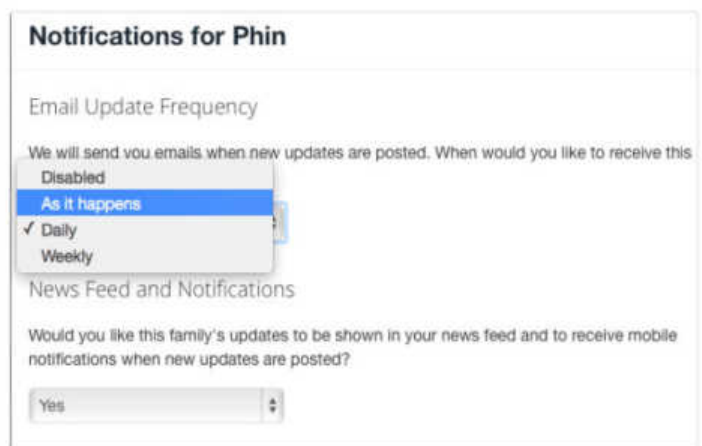 Notifications for Phin
Email Update Frequency
We will send you emails when new updates are posted. When would you like to receive this
Disabled
As it happens
✓ Daily
Weekly
News Feed and Notifications
Would you like this family's updates to be shown in your news feed and to receive mobile
notifications when new updates are posted?
Yes